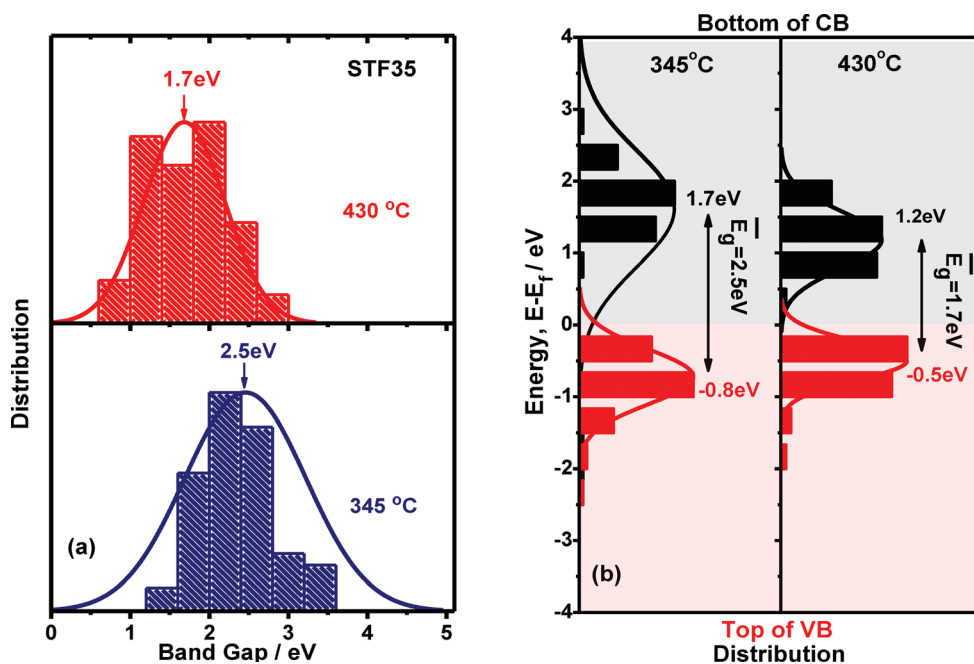 STF35
1.7eV
430 °C
2.5eV
345 °C
(a)
Distribution
0 1 2 3 4 5
Band Gap / eV
Bottom of CB
345°C
430°C
4
3
2
1
0
-1
-2
-3
-4
Energy, E-E_f / eV
1.7eV
E̅_g=2.5eV
-0.8eV
1.2eV
E̅_g=1.7eV
-0.5eV
(b)
Top of VB
Distribution